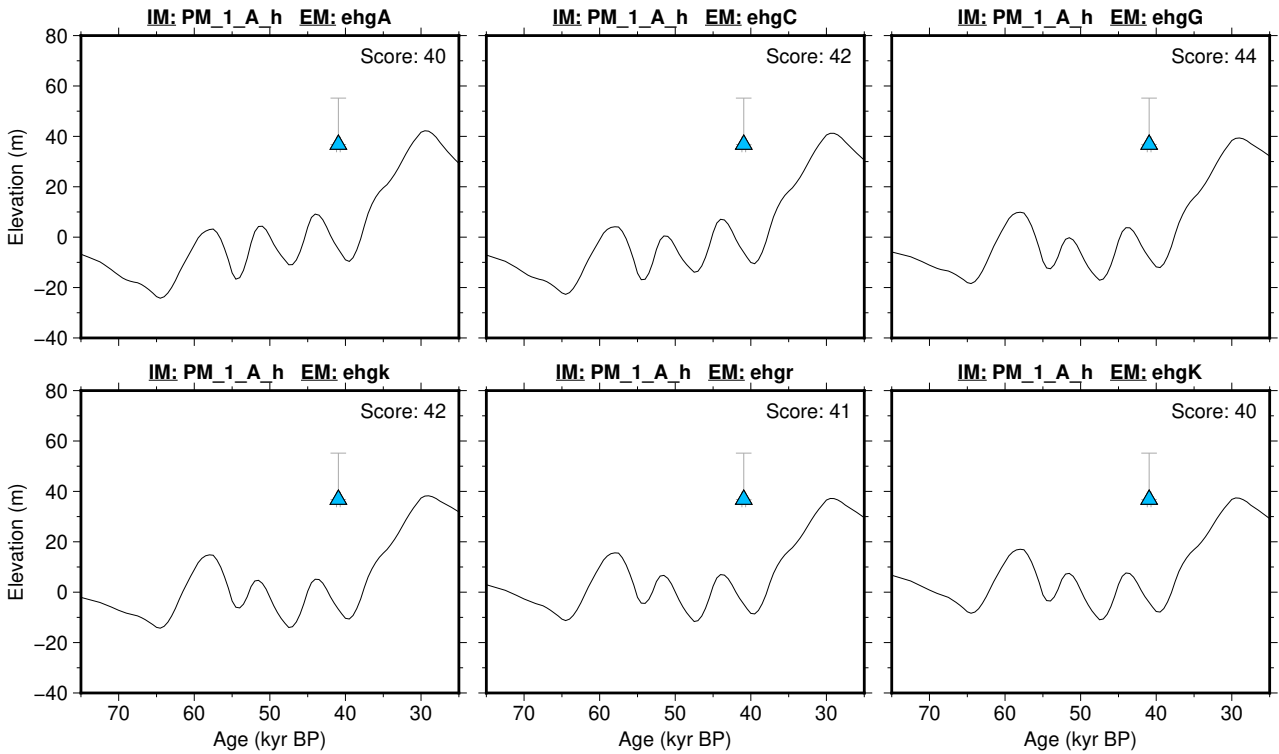 IM: PM_1_A_h EM: ehgA
IM: PM_1_A_h EM: ehgC
IM: PM_1_A_h EM: ehgG
80
60
40
20
0
−20
−40
Elevation (m)
Score: 40
Score: 42
Score: 44
IM: PM_1_A_h EM: ehgk
IM: PM_1_A_h EM: ehgr
IM: PM_1_A_h EM: ehgK
80
60
40
20
0
−20
−40
Elevation (m)
Score: 42
Score: 41
Score: 40
70 60 50 40 30
70 60 50 40 30
70 60 50 40 30
Age (kyr BP)
Age (kyr BP)
Age (kyr BP)